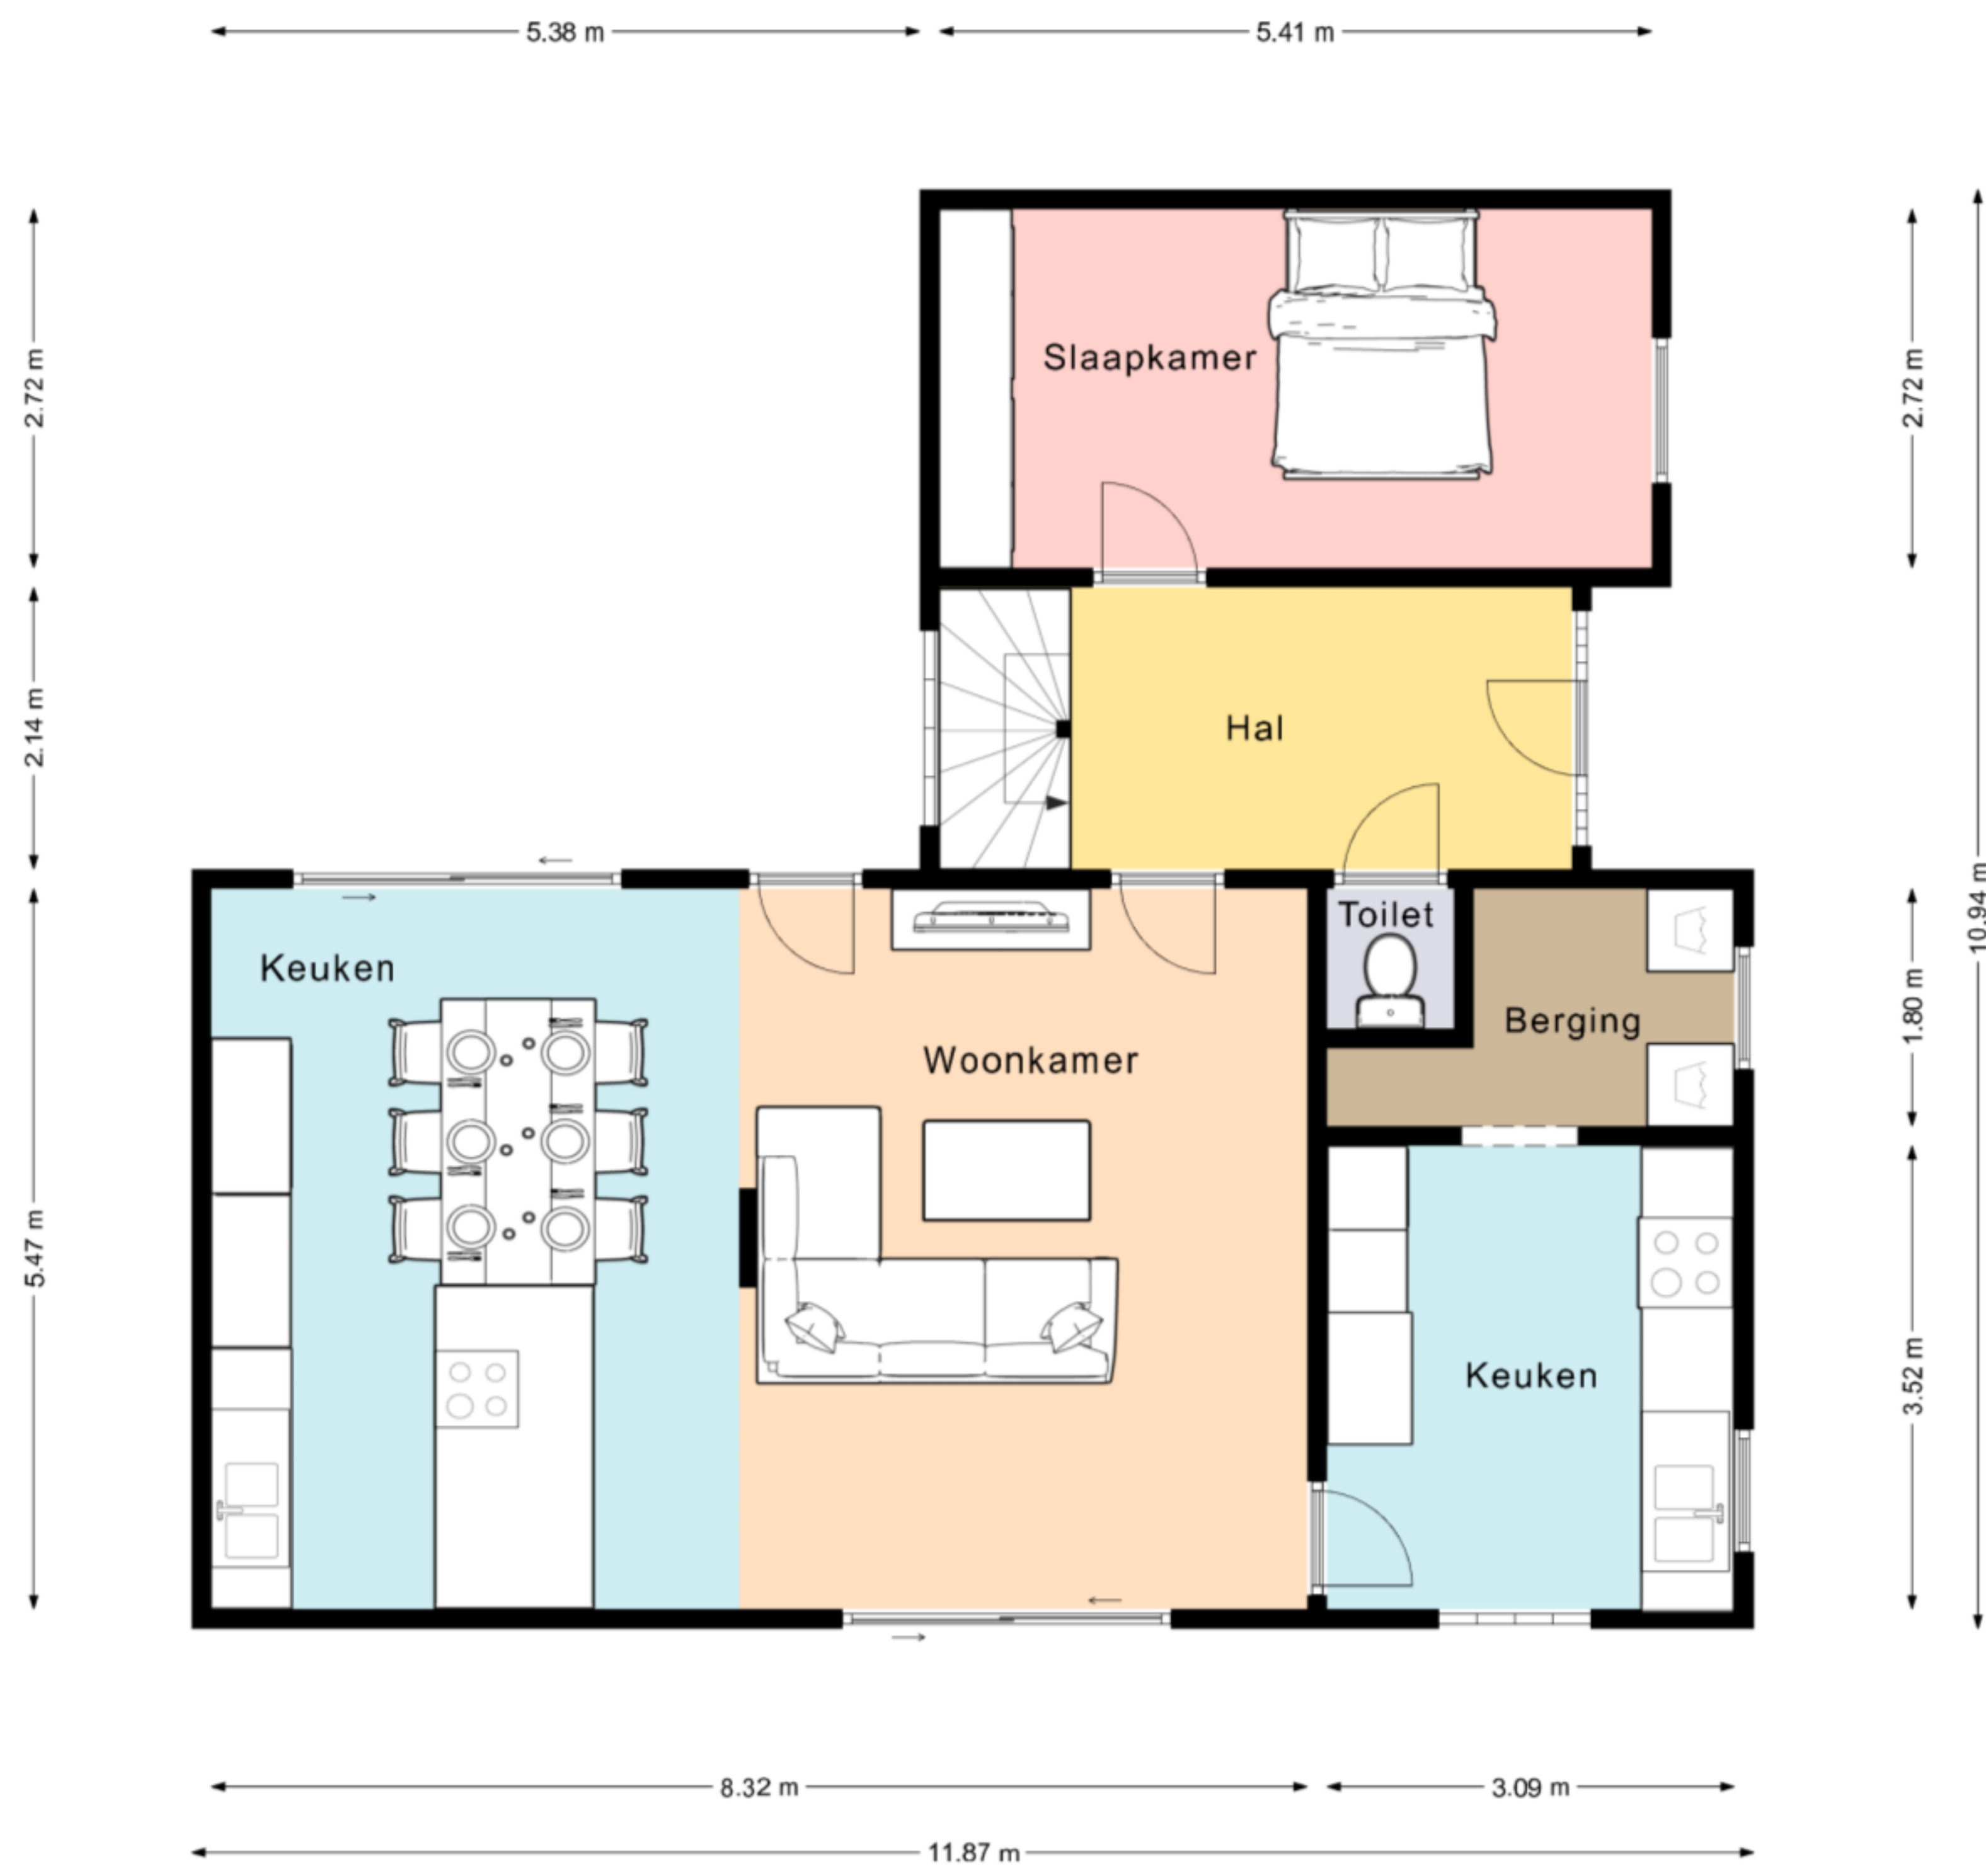 5.38 m
5.41 m
2.72 m
2.72 m
Slaapkamer
2.14 m
Hal
10.94 m
Toilet
Keuken
Berging
1.80 m
Woonkamer
5.47 m
Keuken
3.52 m
8.32 m
3.09 m
11.87 m